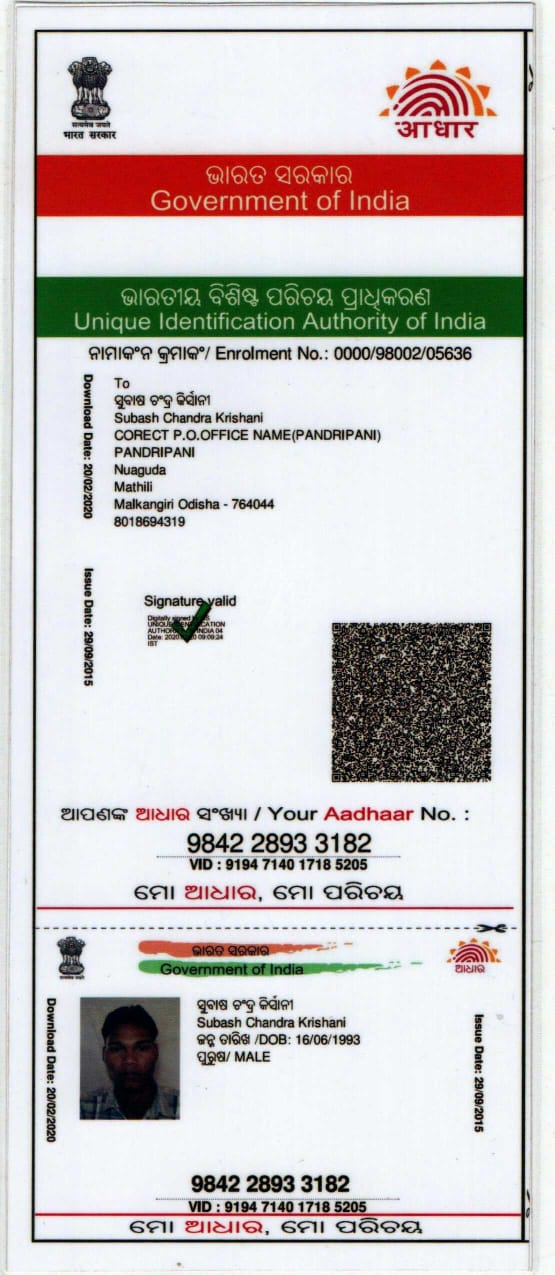 सत्यमेव जयते
भारत सरकार
आधार
ଭାରତ ସରକାର
Government of India
ଭାରତୀୟ ବିଶିଷ୍ଟ ପରିଚୟ ପ୍ରାଧିକରଣ
Unique Identification Authority of India
ନାମାକଂନ କ୍ରମାକଂ/ Enrolment No.: 0000/98002/05636
Download Date: 20/02/2020
To
ସୁବାଷ ଚଂଦ୍ର କିର୍ସାନୀ
Subash Chandra Krishani
CORECT P.O.OFFICE NAME(PANDRIPANI)
PANDRIPANI
Nuaguda
Mathili
Malkangiri Odisha - 764044
8018694319
Issue Date: 29/09/2015
Signature valid
Digitally signed
UNIQUE IDENTIFICATION
AUTHORITY INDIA 04
Date: 09:09:24
IST
ଆପଣଙ୍କ ଆଧାର ସଂଖ୍ୟା / Your Aadhaar No. :
9842 2893 3182
VID : 9194 7140 1718 5205
ମୋ ଆଧାର, ମୋ ପରିଚୟ
ଭାରତ ସରକାର
Government of India
ଆଧାର
Download Date: 20/02/2020
ସୁବାଷ ଚଂଦ୍ର କିର୍ସାନୀ
Subash Chandra Krishani
ଜନ୍ମ ତାରିଖ /DOB: 16/06/1993
ପୁରୁଷ/ MALE
Issue Date: 29/09/2015
9842 2893 3182
VID : 9194 7140 1718 5205
ମୋ ଆଧାର, ମୋ ପରିଚୟ